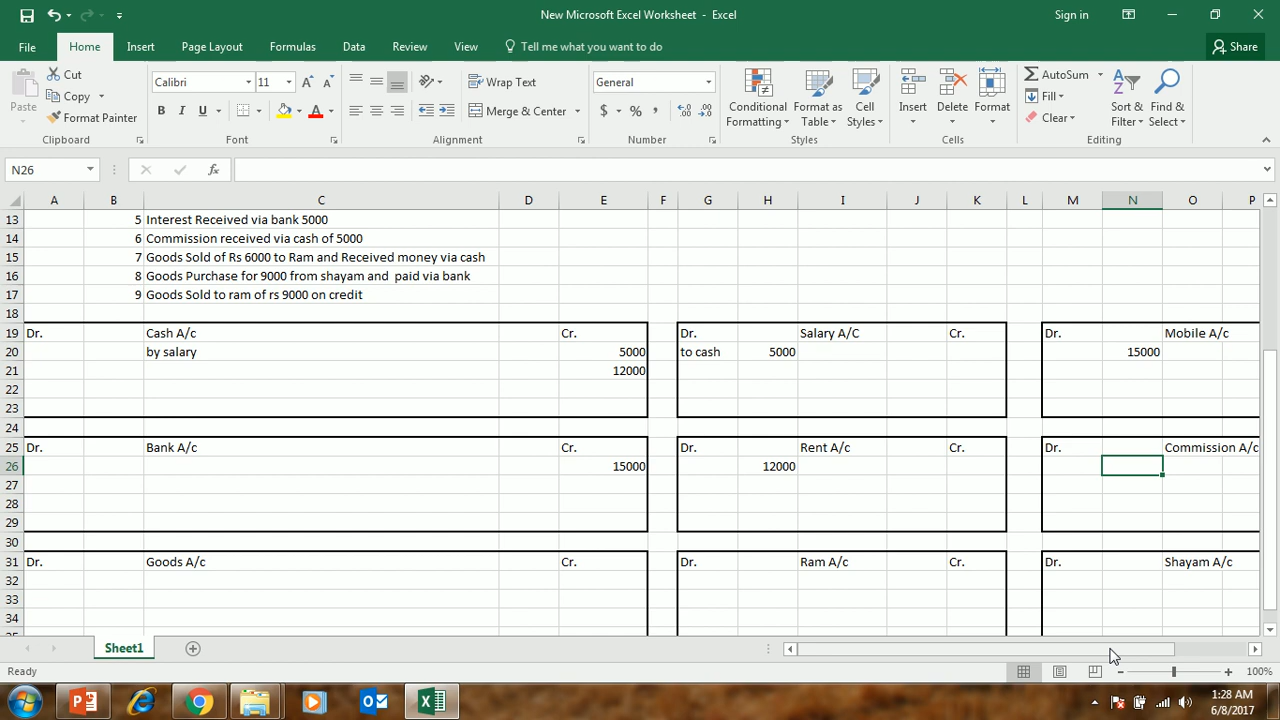 New Microsoft Excel Worksheet - Excel
Sign in
File Home Insert Page Layout Formulas Data Review View Tell me what you want to do Share
Paste Cut Copy Format Painter
Clipboard
Calibri 11
B I U A
Font
Wrap Text
Merge & Center
Alignment
General
$ % ,
Number
Conditional Formatting
Format as Table
Cell Styles
Styles
Insert Delete Format
Cells
AutoSum
Fill
Clear
Sort & Filter
Find & Select
Editing
N26 fx
A B C D E F G H I J K L M N O P
13 5 Interest Received via bank 5000
14 6 Commission received via cash of 5000
15 7 Goods Sold of Rs 6000 to Ram and Received money via cash
16 8 Goods Purchase for 9000 from shayam and paid via bank
17 9 Goods Sold to ram of rs 9000 on credit
18
19 Dr. Cash A/c Cr. Dr. Salary A/C Cr. Dr. Mobile A/c
20 by salary 5000 to cash 5000 15000
21 12000
22
23
24
25 Dr. Bank A/c Cr. Dr. Rent A/c Cr. Dr. Commission A/c
26 15000 12000
27
28
29
30
31 Dr. Goods A/c Cr. Dr. Ram A/c Cr. Dr. Shayam A/c
32
33
34
35
Sheet1
Ready 100%
1:28 AM
6/8/2017